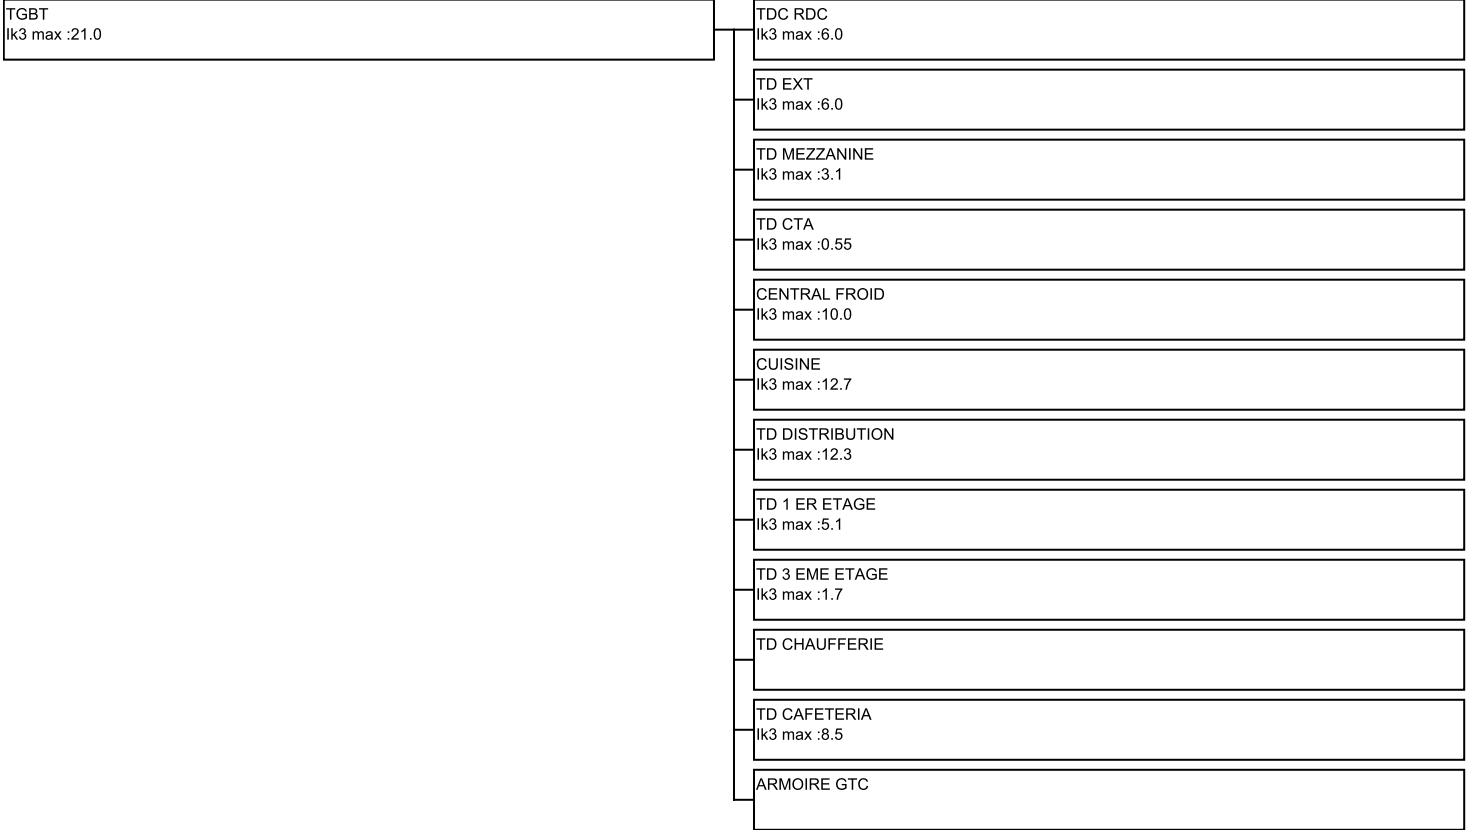 TGBT
Ik3 max :21.0
TDC RDC
Ik3 max :6.0
TD EXT
Ik3 max :6.0
TD MEZZANINE
Ik3 max :3.1
TD CTA
Ik3 max :0.55
CENTRAL FROID
Ik3 max :10.0
CUISINE
Ik3 max :12.7
TD DISTRIBUTION
Ik3 max :12.3
TD 1 ER ETAGE
Ik3 max :5.1
TD 3 EME ETAGE
Ik3 max :1.7
TD CHAUFFERIE
TD CAFETERIA
Ik3 max :8.5
ARMOIRE GTC